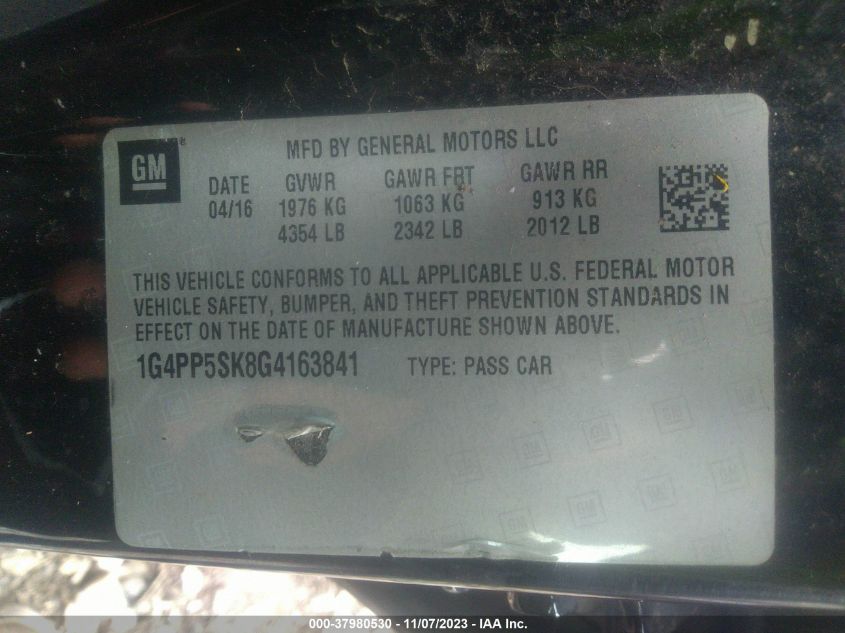 GM ®
MFD BY GENERAL MOTORS LLC
DATE GVWR GAWR FRT GAWR RR
04/16 1976 KG 1063 KG 913 KG
4354 LB 2342 LB 2012 LB
THIS VEHICLE CONFORMS TO ALL APPLICABLE U.S. FEDERAL MOTOR
VEHICLE SAFETY, BUMPER, AND THEFT PREVENTION STANDARDS IN
EFFECT ON THE DATE OF MANUFACTURE SHOWN ABOVE.
1G4PP5SK8G4163841 TYPE: PASS CAR
000-37980530 - 11/07/2023 - IAA Inc.